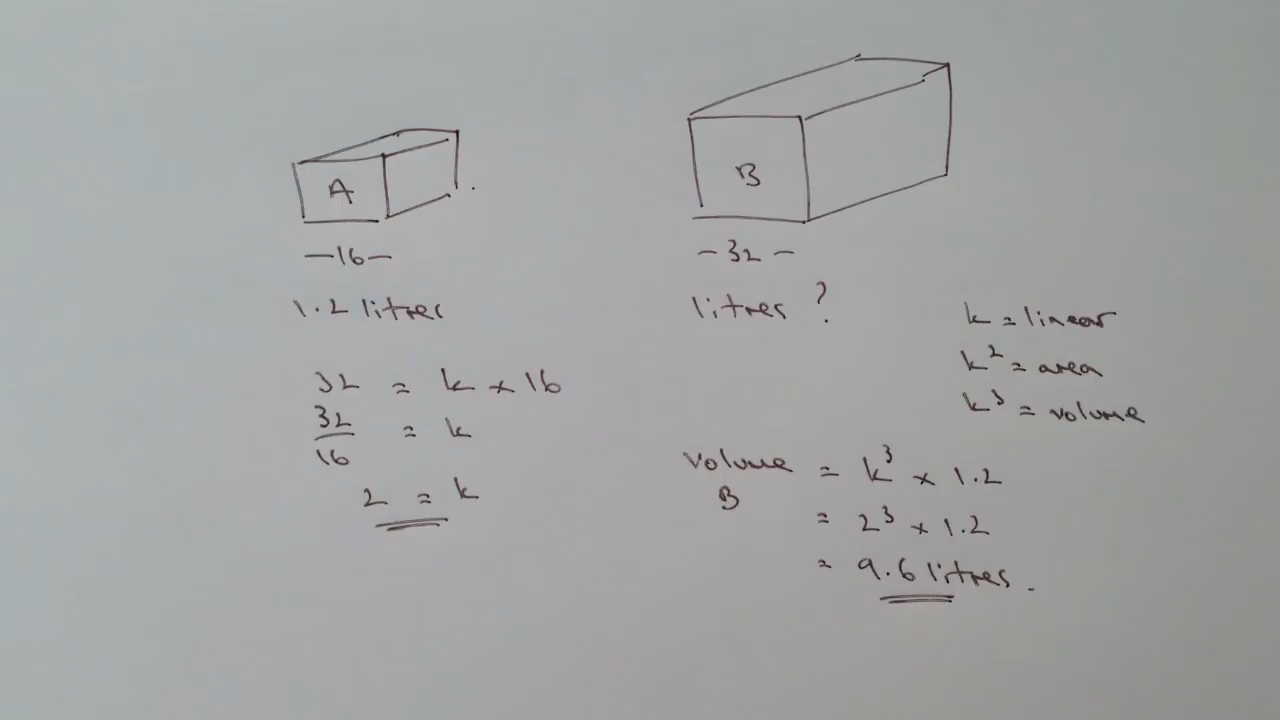 A
B
—16—
– 32 –
1.2 litres
litres ?
k = linear
k² = area
k³ = volume
32 = k × 16
32/16 = k
2 = k
volume B = k³ × 1.2
= 2³ × 1.2
= 9.6 litres.